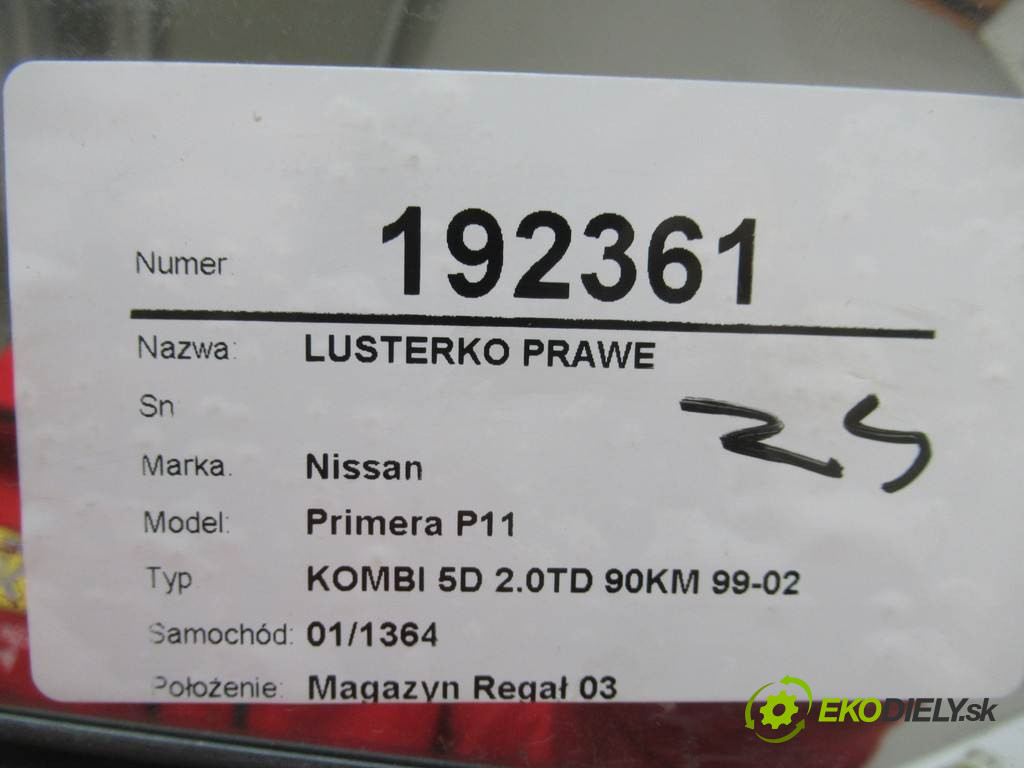 Numer 192361
Nazwa: LUSTERKO PRAWE
Sn
25
Marka. Nissan
Model: Primera P11
Typ KOMBI 5D 2.0TD 90KM 99-02
Samochód: 01/1364
Położenie: Magazyn Regał 03
EKODIELY.sk